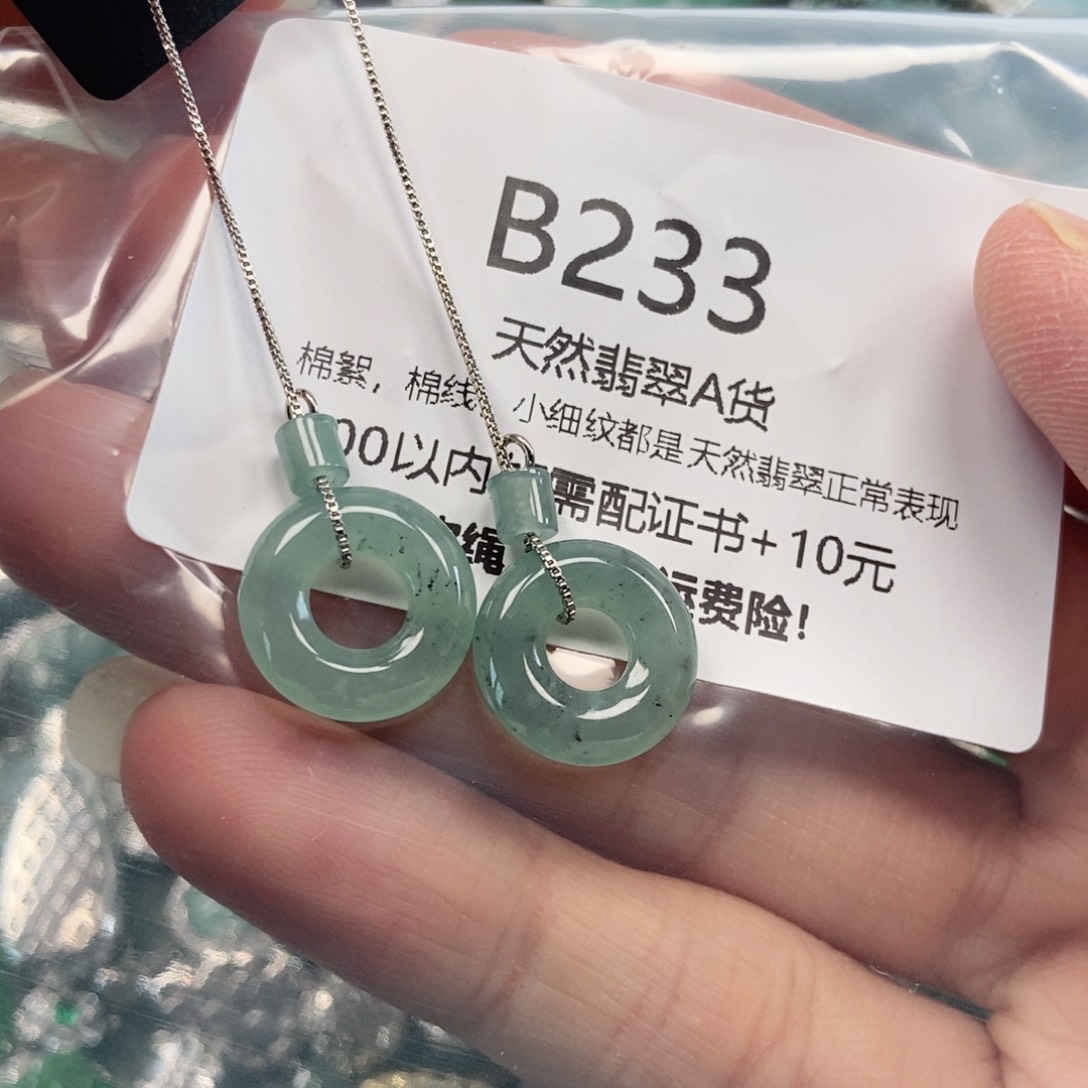 B233
天然翡翠A货
棉絮，棉线 小细纹都是天然翡翠正常表现
00以内 需配证书+10元
绳 运费险!